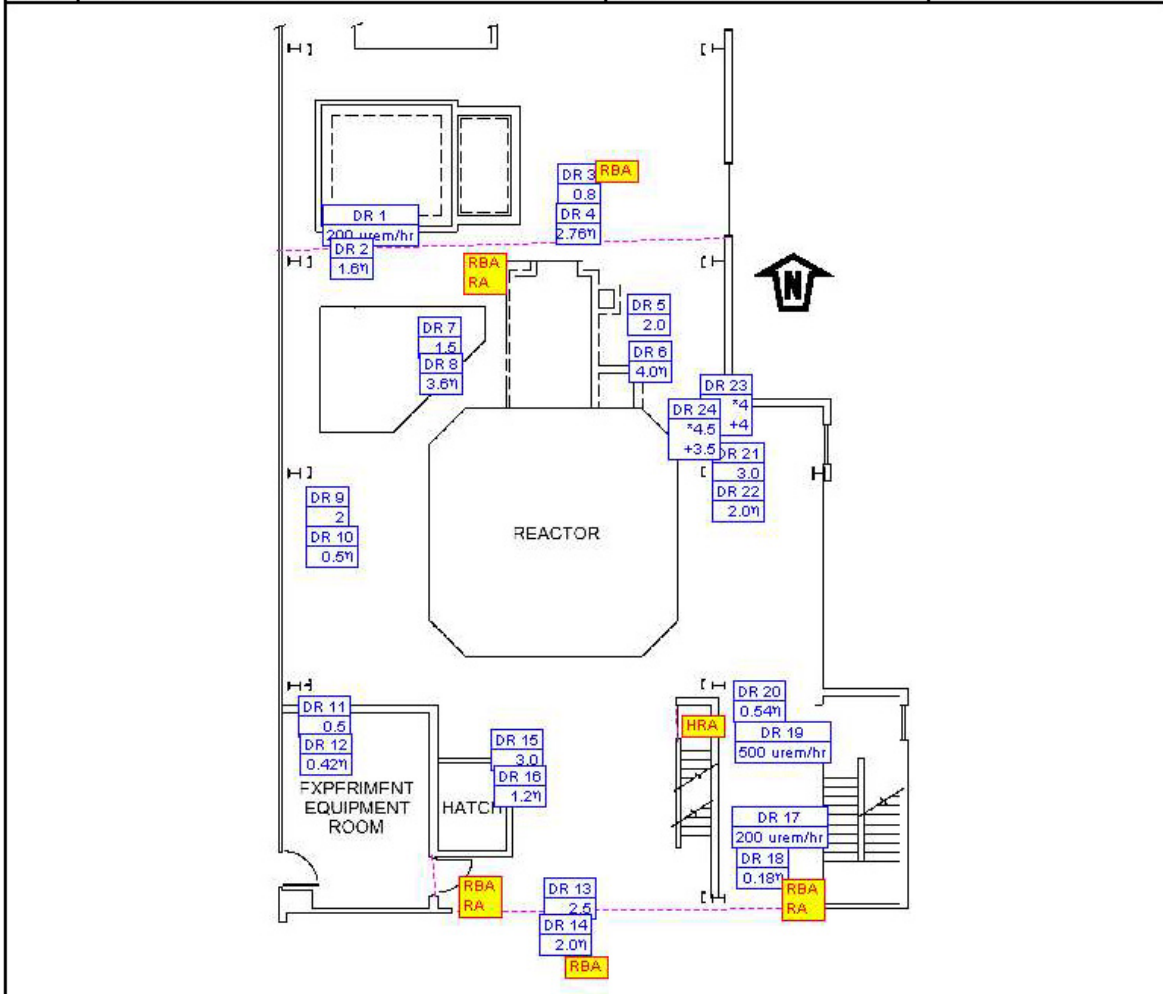 DR 3
RBA
0.8
DR 4
2.76η
DR 1
200 urem/hr
DR 2
1.6η
RBA
RA
N
DR 5
2.0
DR 7
1.5
DR 8
3.6η
DR 6
4.0η
DR 23
*4
+4
DR 24
*4.5
+3.5
DR 21
3.0
DR 22
2.0η
DR 9
2
DR 10
0.5η
REACTOR
DR 20
0.54η
HRA
DR 19
500 urem/hr
DR 11
0.5
DR 12
0.42η
DR 15
3.0
DR 16
1.2η
EXPERIMENT
EQUIPMENT
ROOM
HATCH
DR 17
200 urem/hr
DR 18
0.18η
RBA
RA
DR 13
2.5
RBA
RA
DR 14
2.0η
RBA